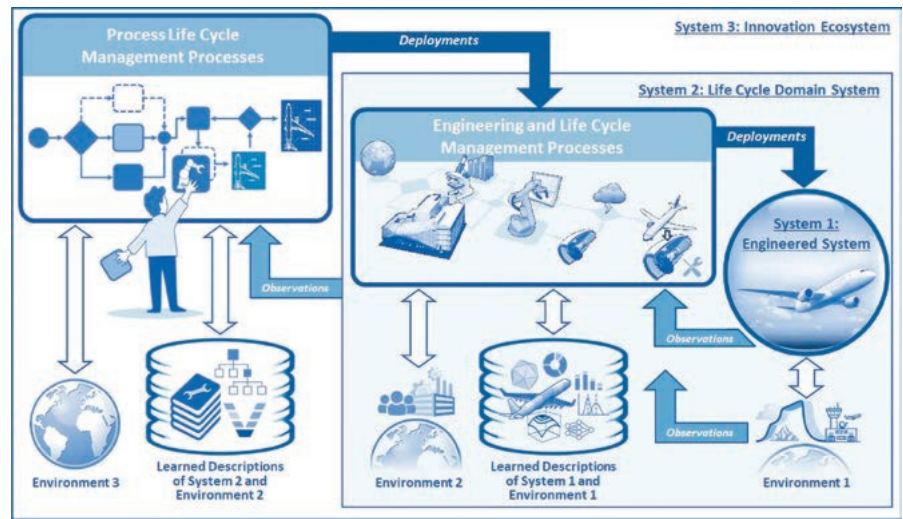 Process Life Cycle
Management Processes
Deployments
System 3: Innovation Ecosystem
System 2: Life Cycle Domain System
Engineering and Life Cycle
Management Processes
Deployments
System 1:
Engineered System
Observations
Observations
Observations
Environment 3
Learned Descriptions
of System 2 and
Environment 2
Environment 2
Learned Descriptions
of System 1 and
Environment 1
Environment 1